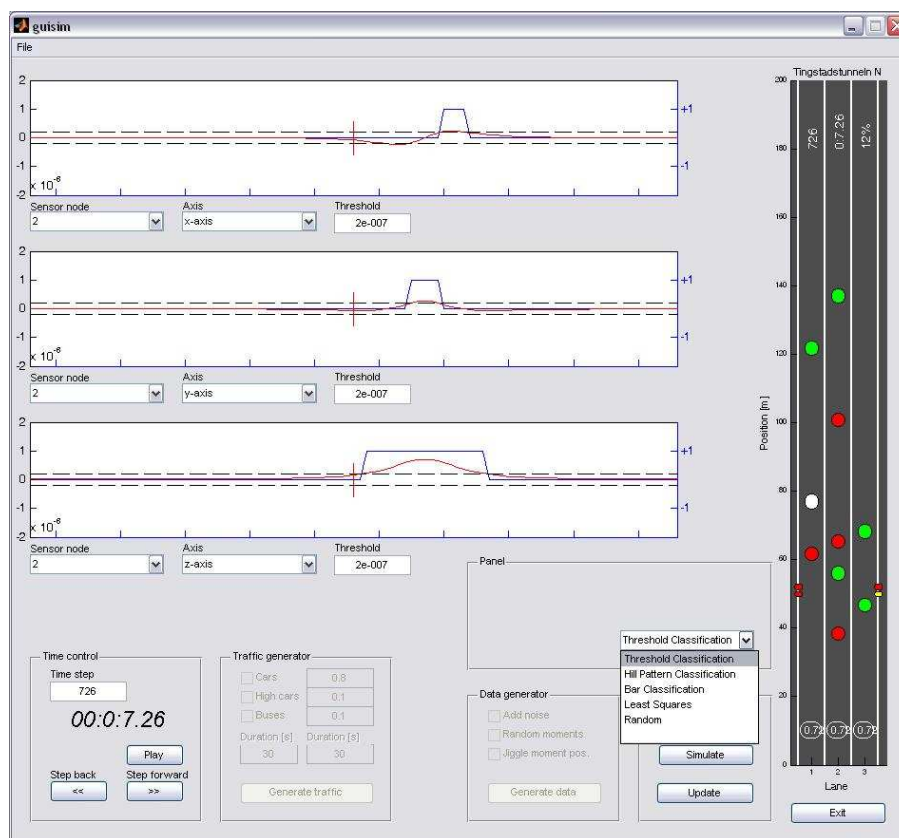 guisim
File
2
1
0
-1
-2
x 10^-6
+1
-1
Sensor node
Axis
Threshold
2
x-axis
2e-007
2
1
0
-1
-2
x 10^-6
+1
-1
Sensor node
Axis
Threshold
2
y-axis
2e-007
2
1
0
-1
-2
x 10^-6
+1
-1
Sensor node
Axis
Threshold
2
z-axis
2e-007
Panel
Threshold Classification
Threshold Classification
Hill Pattern Classification
Bar Classification
Least Squares
Random
Time control
Time step
726
00:0:7.26
Play
Step back
Step forward
<<
>>
Traffic generator
Cars
0.8
High cars
0.1
Buses
0.1
Duration [s]
Duration [s]
30
30
Generate traffic
Data generator
Add noise
Random moments
Jiggle moment pos.
Generate data
Simulate
Update
Tingstadstunneln N
200
180
160
140
120
100
80
60
40
20
0
Position [m]
726
0:7.26
12%
0.72
0.72
0.72
1
2
3
Lane
Exit